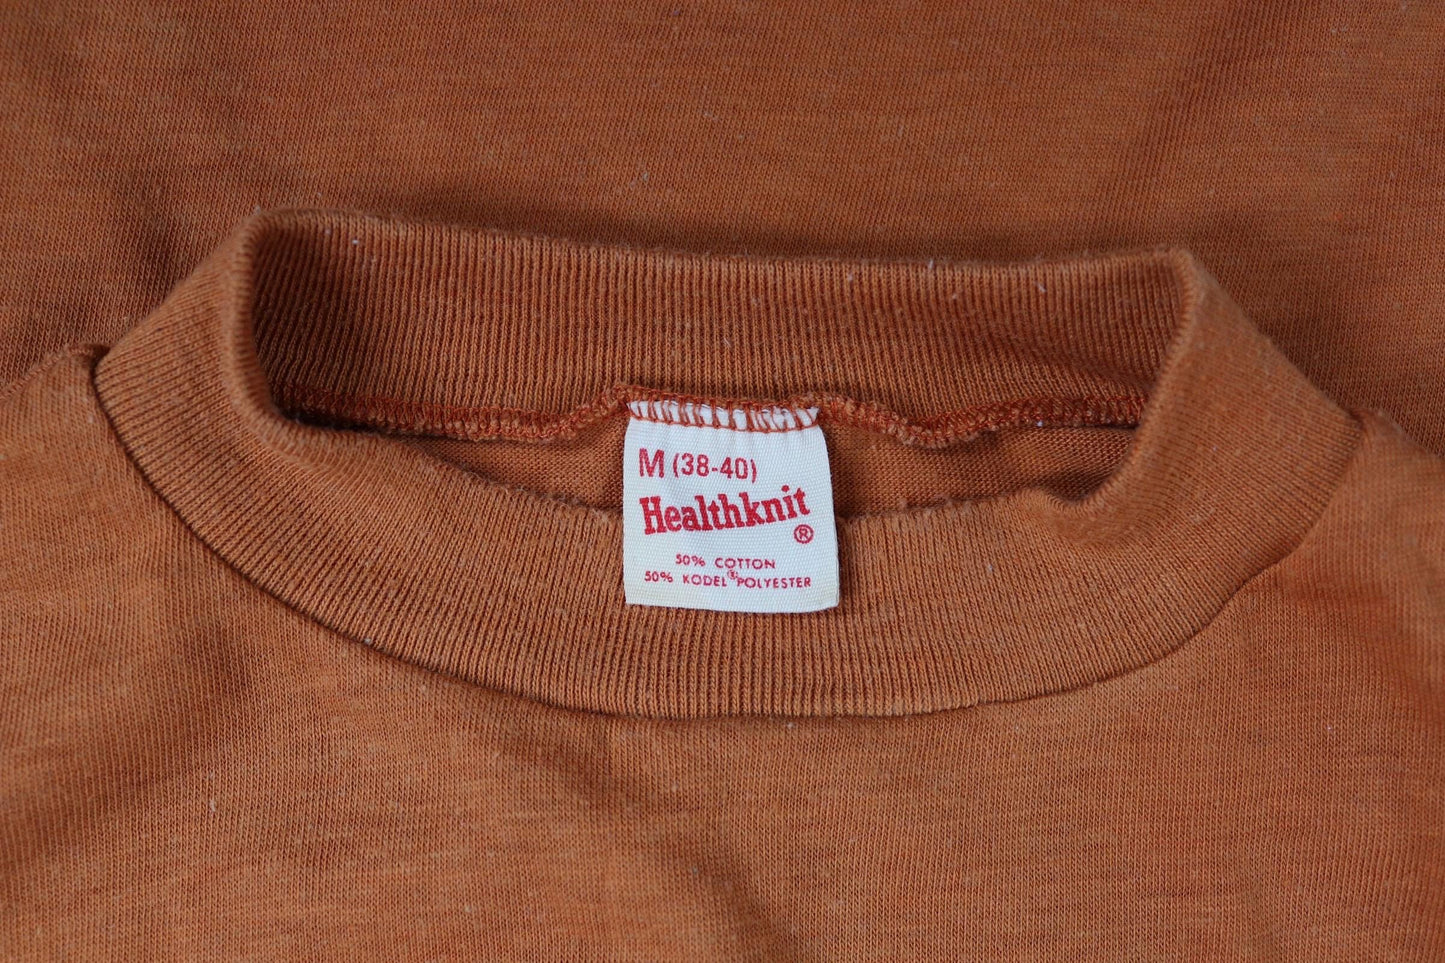 M (38-40)
Healthknit
®
50% COTTON
50% KODEL® POLYESTER